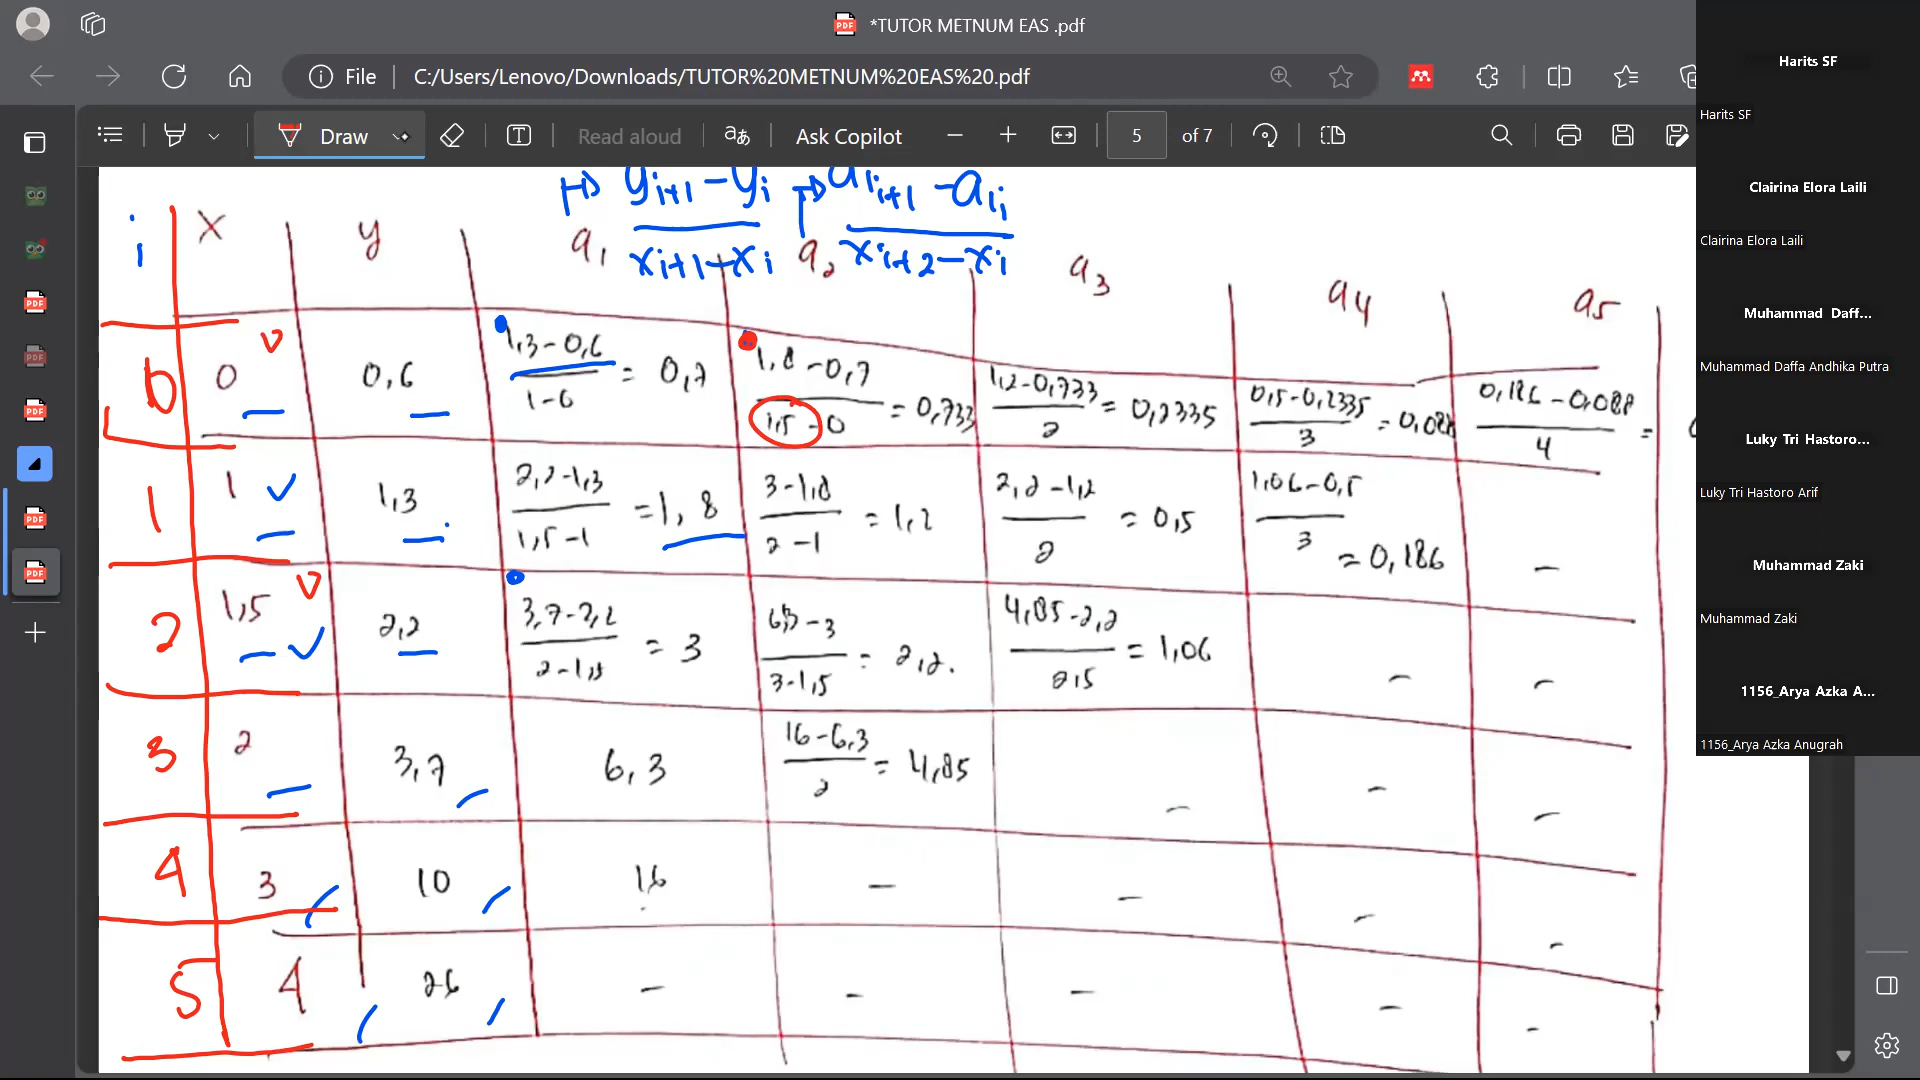 *TUTOR METNUM EAS .pdf
File
C:/Users/Lenovo/Downloads/TUTOR%20METNUM%20EAS%20.pdf
Draw
Read aloud
Ask Copilot
5 of 7
Harits SF
Harits SF
Clairina Elora Laili
Clairina Elora Laili
Muhammad Daff...
Muhammad Daffa Andhika Putra
Luky Tri Hastoro...
Luky Tri Hastoro Arif
Muhammad Zaki
Muhammad Zaki
1156_Arya Azka A...
1156_Arya Azka Anugrah
yi+1 - yi / xi+1 - xi
a1i+1 - a1i / xi+2 - xi
i x y a1 a2 a3 a4 a5
0 0 0,6 1,3-0,6 / 1-0 = 0,7 1,8-0,7 / 1,5-0 = 0,733 1,2-0,733 / 2 = 0,2335 0,5-0,2335 / 3 = 0,088 0,186-0,088 / 4 =
1 1 1,3 2,2-1,3 / 1,5-1 = 1,8 3-1,8 / 2-1 = 1,2 2,2-1,2 / 2 = 0,5 1,06-0,5 / 3 = 0,186 -
2 1,5 2,2 3,7-2,2 / 2-1,5 = 3 6,3-3 / 3-1,5 = 2,2. 4,85-2,2 / 2,5 = 1,06 - -
3 2 3,7 6,3 16-6,3 / 2 = 4,85 - - -
4 3 10 16 - - - -
5 4 26 - - - - -